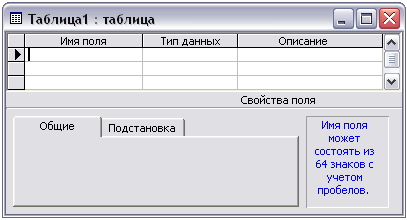 Таблица1 : таблица
Имя поля Тип данных Описание
Свойства поля
Общие Подстановка
Имя поля
может
состоять из
64 знаков с
учетом
пробелов.